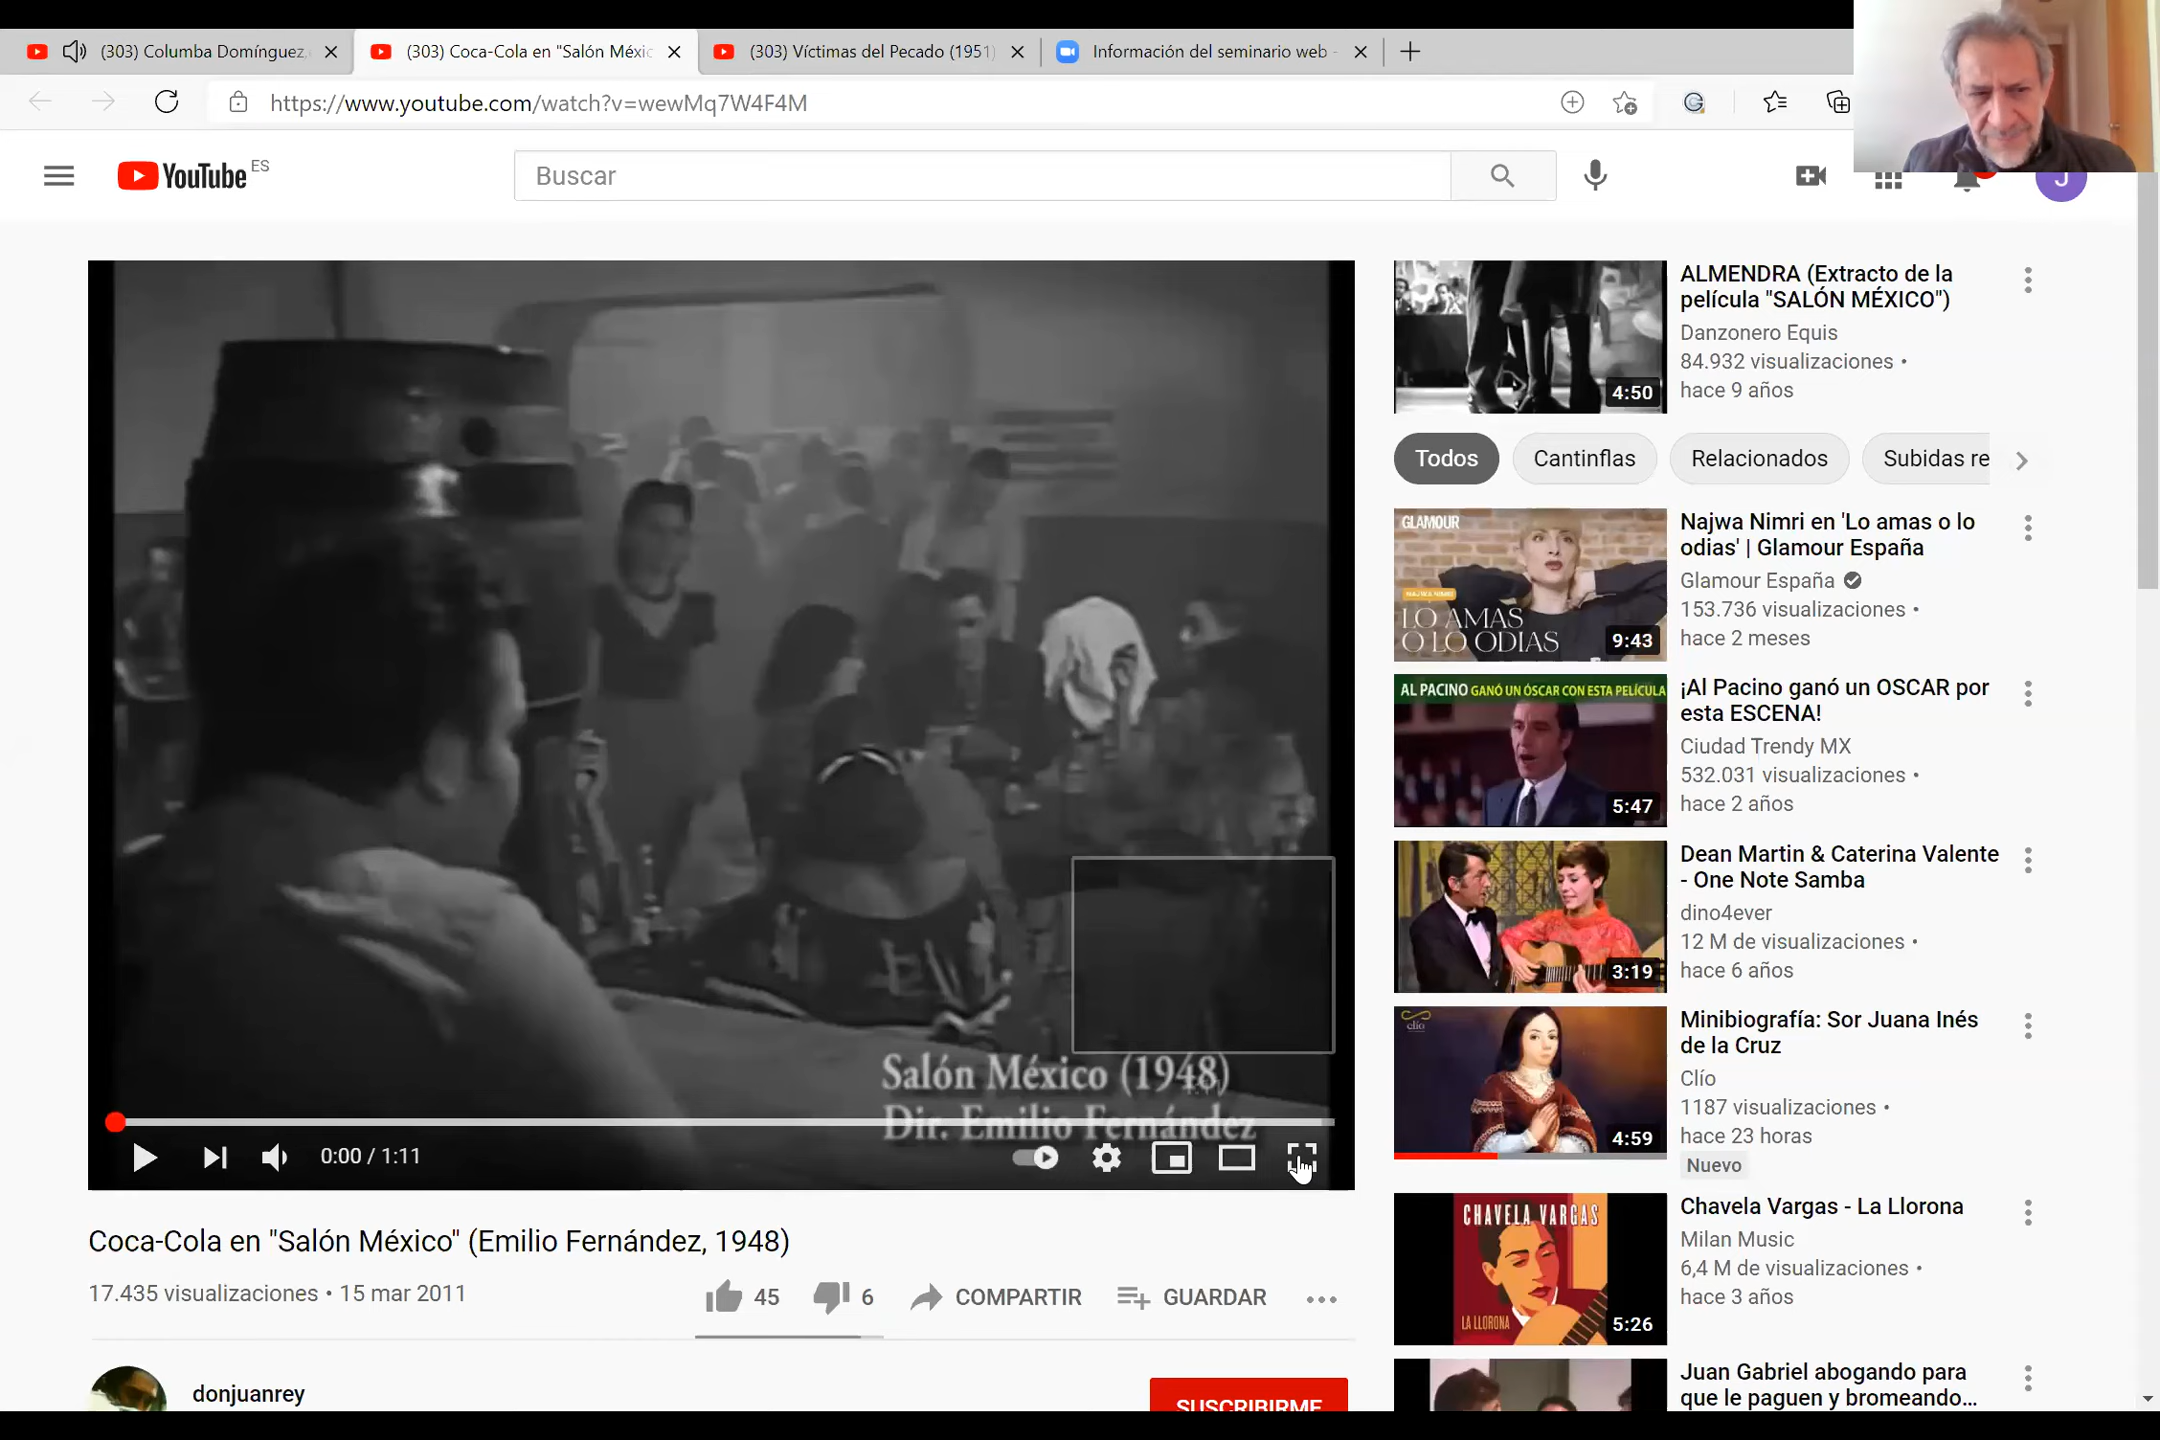 (303) Columba Domínguez,
(303) Coca-Cola en "Salón Méxic
(303) Víctimas del Pecado (1951)
Información del seminario web -
https://www.youtube.com/watch?v=wewMq7W4F4M
YouTube ES
Buscar
J
Salón México (1948)
Dir. Emilio Fernández
0:00 / 1:11
Coca-Cola en "Salón México" (Emilio Fernández, 1948)
17.435 visualizaciones • 15 mar 2011
45
6
COMPARTIR
GUARDAR
donjuanrey
SUSCRIBIRME
4:50
ALMENDRA (Extracto de la
película "SALÓN MÉXICO")
Danzonero Equis
84.932 visualizaciones •
hace 9 años
Todos
Cantinflas
Relacionados
Subidas re
GLAMOUR
NAJWA NIMRI
LO AMAS
O LO ODIAS
9:43
Najwa Nimri en 'Lo amas o lo
odias' | Glamour España
Glamour España
153.736 visualizaciones •
hace 2 meses
AL PACINO GANÓ UN ÓSCAR CON ESTA PELÍCULA
5:47
¡Al Pacino ganó un OSCAR por
esta ESCENA!
Ciudad Trendy MX
532.031 visualizaciones •
hace 2 años
3:19
Dean Martin & Caterina Valente
- One Note Samba
dino4ever
12 M de visualizaciones •
hace 6 años
clío
4:59
Minibiografía: Sor Juana Inés
de la Cruz
Clío
1187 visualizaciones •
hace 23 horas
Nuevo
CHAVELA VARGAS
LA LLORONA
5:26
Chavela Vargas - La Llorona
Milan Music
6,4 M de visualizaciones •
hace 3 años
Juan Gabriel abogando para
que le paguen y bromeando...